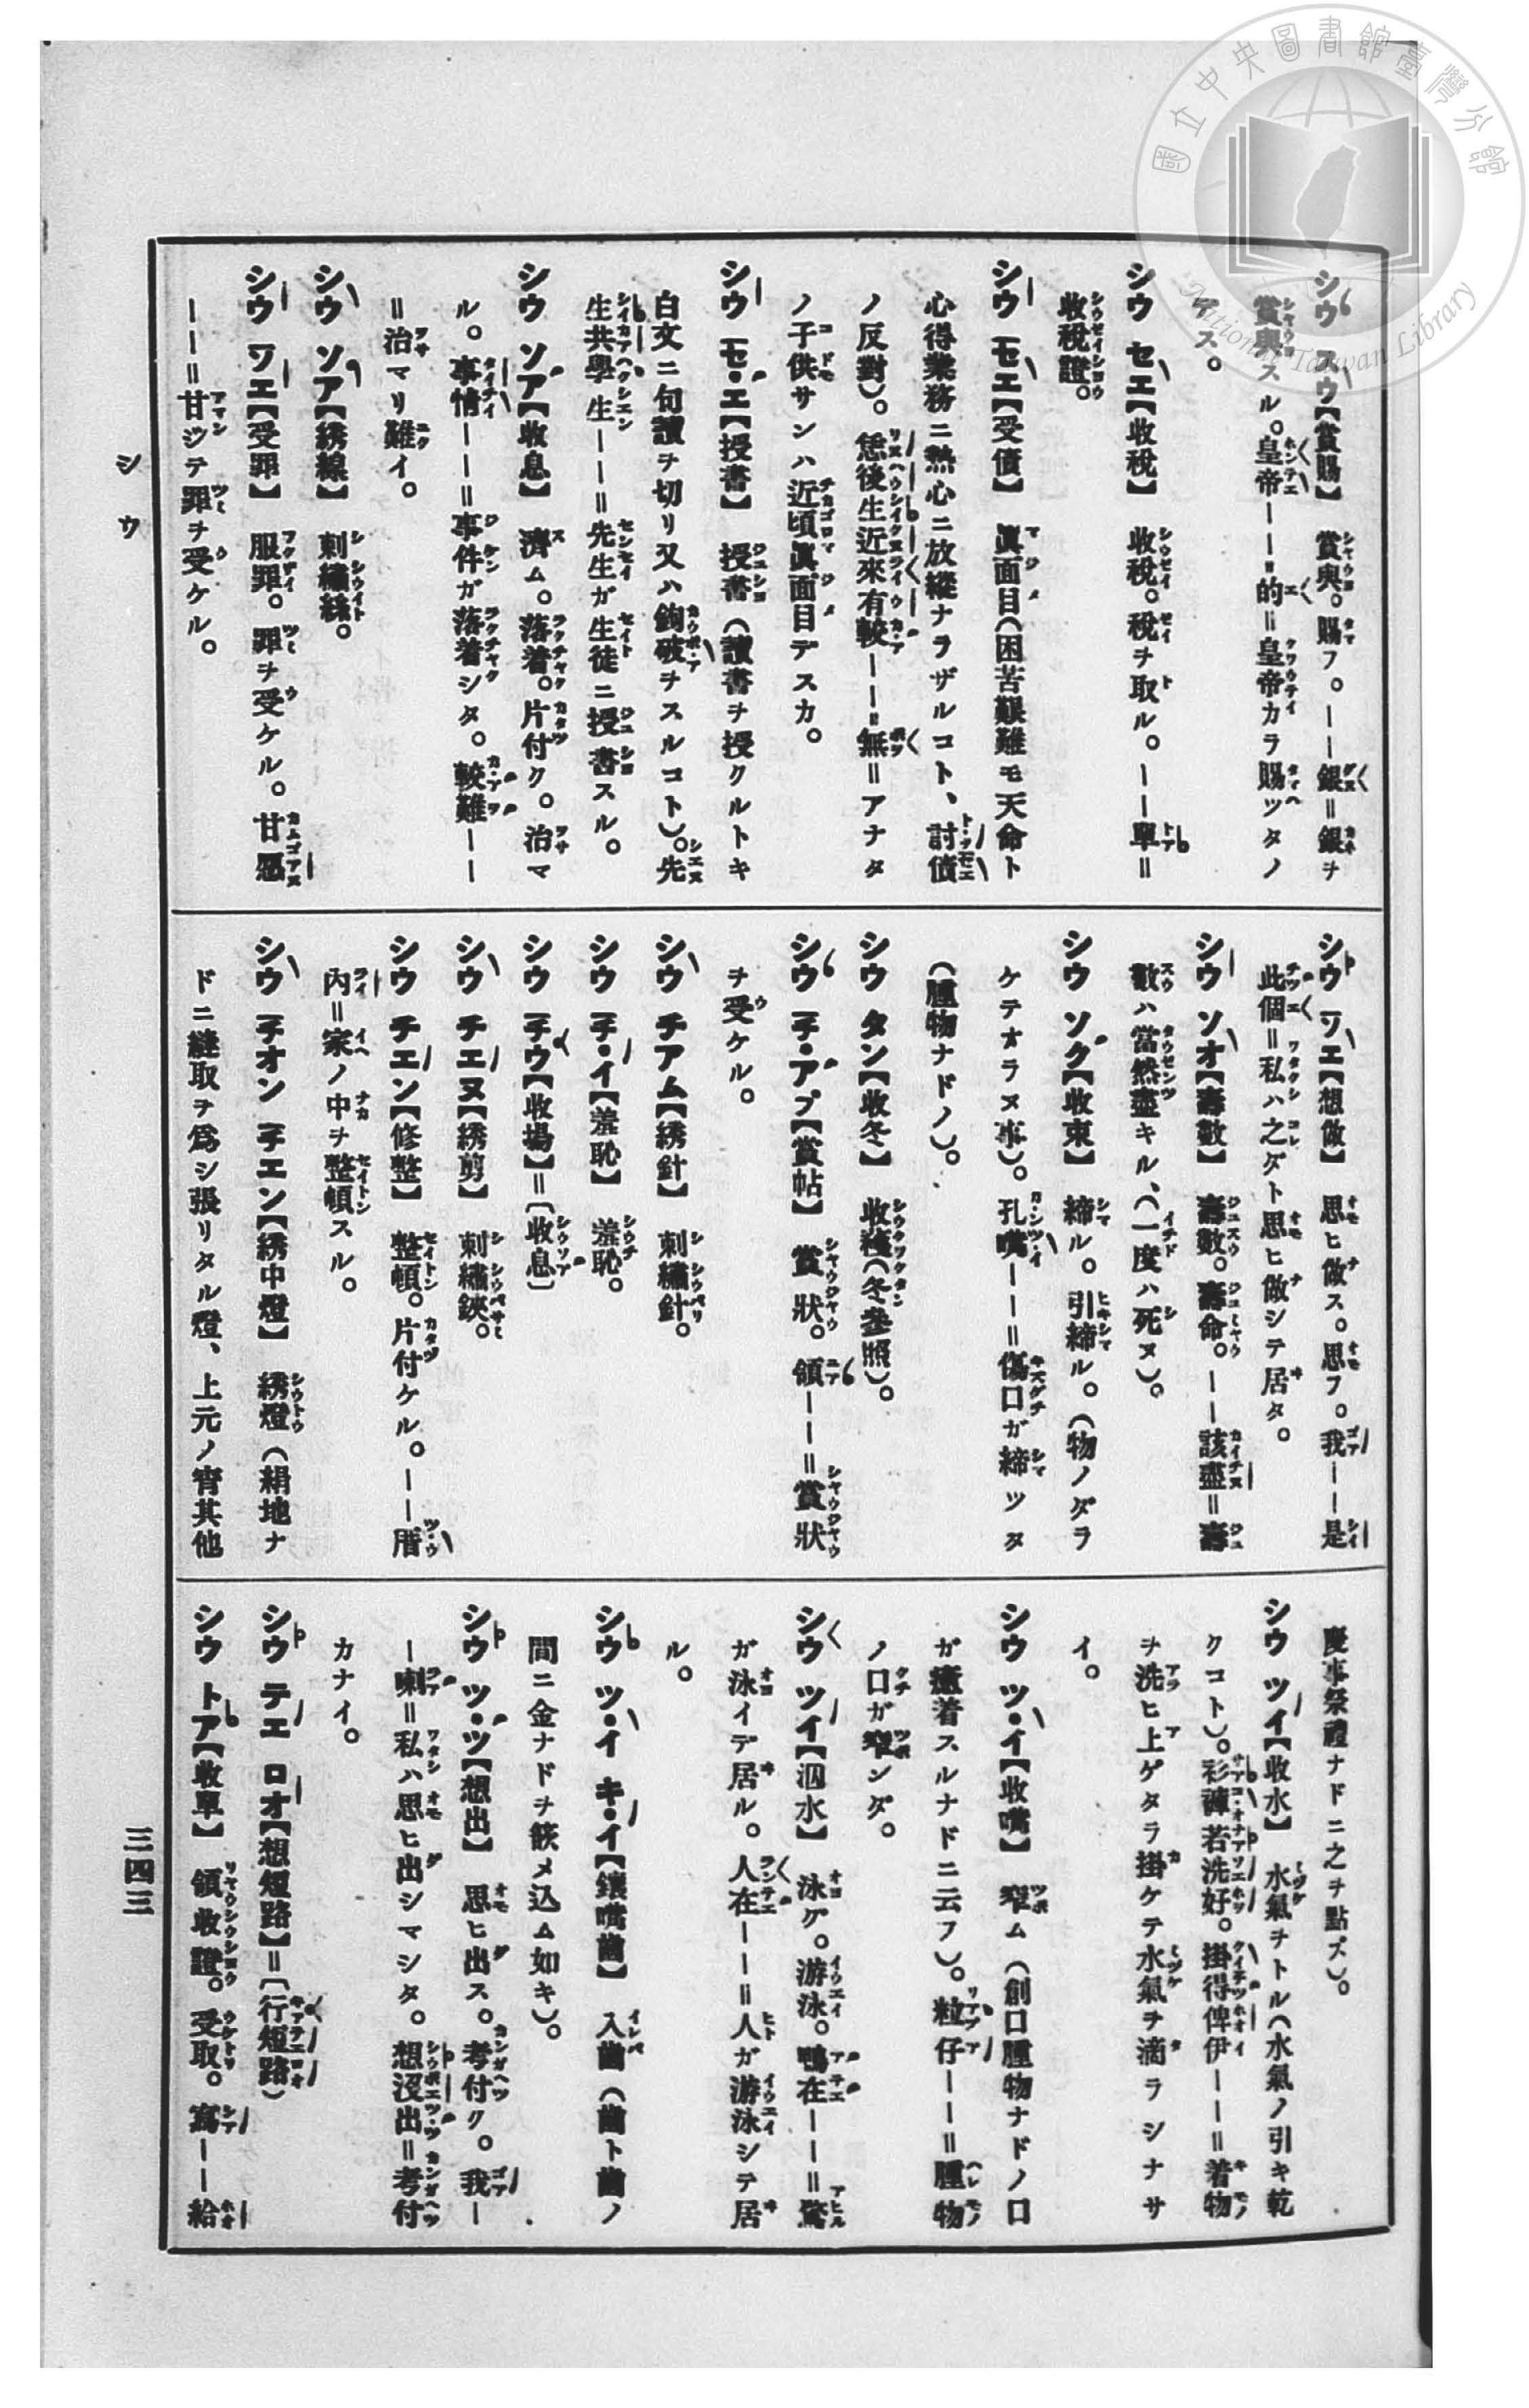 國立中央圖書館臺灣分館
National Taiwan Library
シウ スウ【賞賜】 賞與。賜フ。——銀=銀ヲ
賞與スル。皇帝——的=皇帝カラ賜ツタノ
デス。
シウ セエ【收稅】 收稅。稅ヲ取ル。——單=
收稅證。
シウ セエ【受債】 眞面目(困苦艱難モ天命ト
心得業務ニ熱心ニ放縱ナラザルコト、討債
ノ反對)。恁後生近來有較——無=アナタ
ノ子供サンハ近頃眞面目デスカ。
シウ セ・エ【授書】 授書(讀書ヲ授クルトキ
白文ニ句讀ヲ切リ又ハ鉤破ヲスルコト)。先
生共學生——=先生ガ生徒ニ授書スル。
シウ ソア【收息】 濟ム。落着。片付ク。治マ
ル。事情——=事件ガ落着シタ。較難——
=治マリ難イ。
シウ ソア【綉線】 刺繡絲。
シウ ワエ【受罪】 服罪。罪ヲ受ケル。甘愿
——=甘ジテ罪ヲ受ケル。
シウ ワエ【想做】 思ヒ做ス。思フ。我——是
此個=私ハ之ダト思ヒ做シテ居タ。
シウ ソオ【壽數】 壽數。壽命。——該盡=壽
數ハ當然盡キル、(一度ハ死ヌ)。
シウ ソク【收束】 締ル。引締ル。(物ノダラ
ケテオラヌ事)。孔嘴——=傷口ガ締ツタ
(腫物ナドノ)。
シウ タン【收冬】 收穫(冬參照)。
シウ チ・アプ【賞帖】 賞狀。領——=賞狀
ヲ受ケル。
シウ チアム【綉針】 刺繡針。
シウ チ・イ【羞恥】 羞恥。
シウ チウ【收場】=〔收息〕
シウ チエヌ【綉剪】 刺繡鋏。
シウ チエン【修整】 整頓。片付ケル。——厝
內=家ノ中ヲ整頓スル。
シウ チオン チエン【綉中燈】 綉燈(絹地ナ
ドニ縫取ヲ爲シ張リタル燈、上元ノ宵其他
慶事祭禮ナドニ之ヲ點ズ)。
シウ ツイ【收水】 水氣ヲトル(水氣ノ引キ乾
クコト)。衫褲若洗好。掛得俾伊——=着物
ヲ洗ヒ上ゲタラ掛ケテ水氣ヲ滴ラシナサ
イ。
シウ ツ・イ【收嘴】 窄ム(創口腫物ナドノ口
ガ癒着スルナドニ云フ)。粒仔——=腫物
ノ口ガ窄ンダ。
シウ ツイ【泅水】 泳グ。游泳。鴨在——=鶩
ガ泳イデ居ル。人在——=人ガ游泳シテ居
ル。
シウ ツ・イ キ・イ【鑲嘴齒】 入齒(齒ト齒ノ
間ニ金ナドヲ篏メ込ム如キ)。
シウ ツ・ツ【想出】 思ヒ出ス。考付ク。我—
—喇=私ハ思ヒ出シマシタ。想沒出=考付
カナイ。
シウ テエ ロオ【想短路】=〔行短路〕
シウ トア【收單】 領收證。受取。寫——給
シウ
三四三